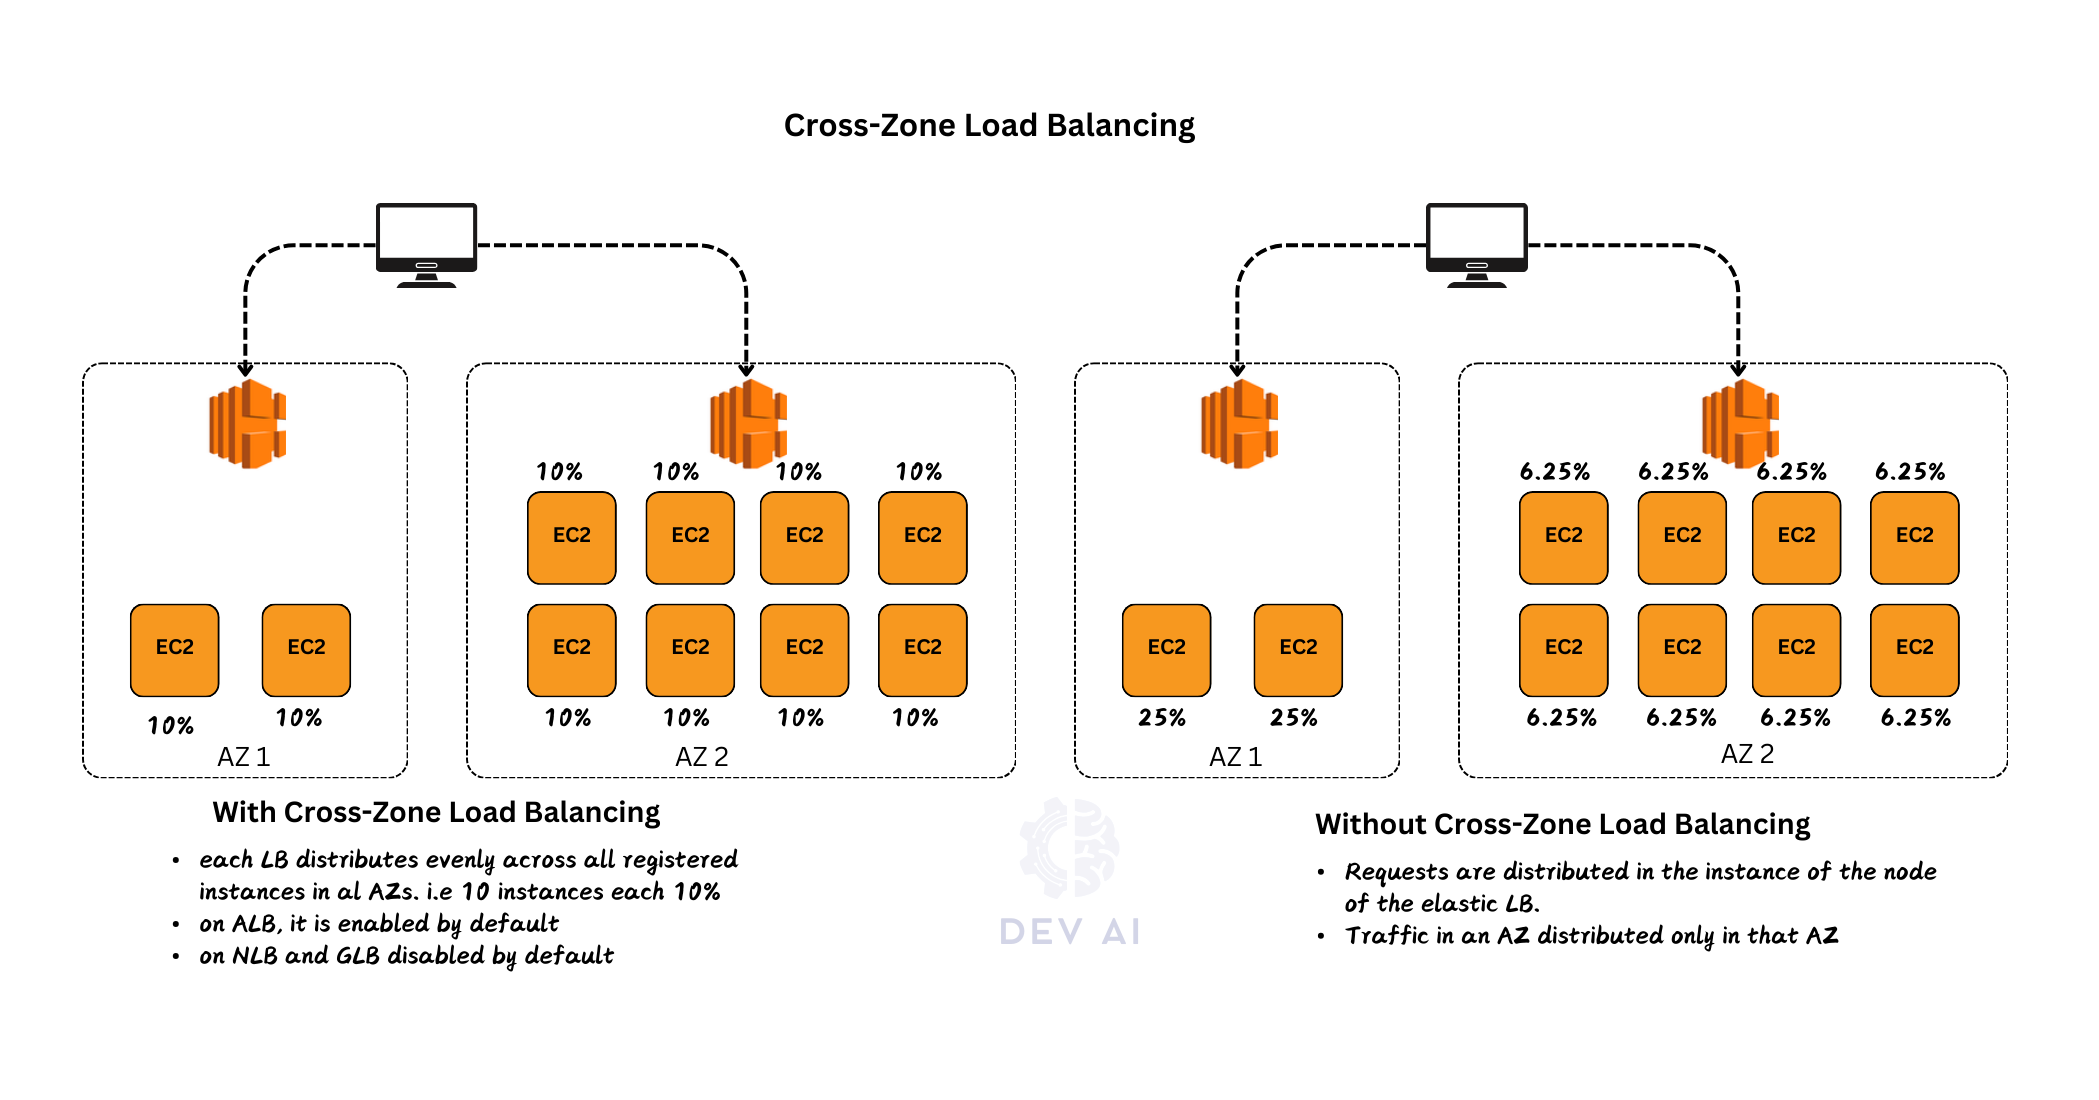 Cross-Zone Load Balancing
10% 10% 10% 10%
EC2 EC2 EC2 EC2
EC2 EC2
EC2 EC2 EC2 EC2
10% 10%
10% 10% 10% 10%
AZ 1
AZ 2
6.25% 6.25% 6.25% 6.25%
EC2 EC2 EC2 EC2
EC2 EC2
EC2 EC2 EC2 EC2
25% 25%
6.25% 6.25% 6.25% 6.25%
AZ 1
AZ 2
With Cross-Zone Load Balancing
• each LB distributes evenly across all registered
instances in al AZs. i.e 10 instances each 10%
• on ALB, it is enabled by default
• on NLB and GLB disabled by default
DEV AI
Without Cross-Zone Load Balancing
• Requests are distributed in the instance of the node
of the elastic LB.
• Traffic in an AZ distributed only in that AZ